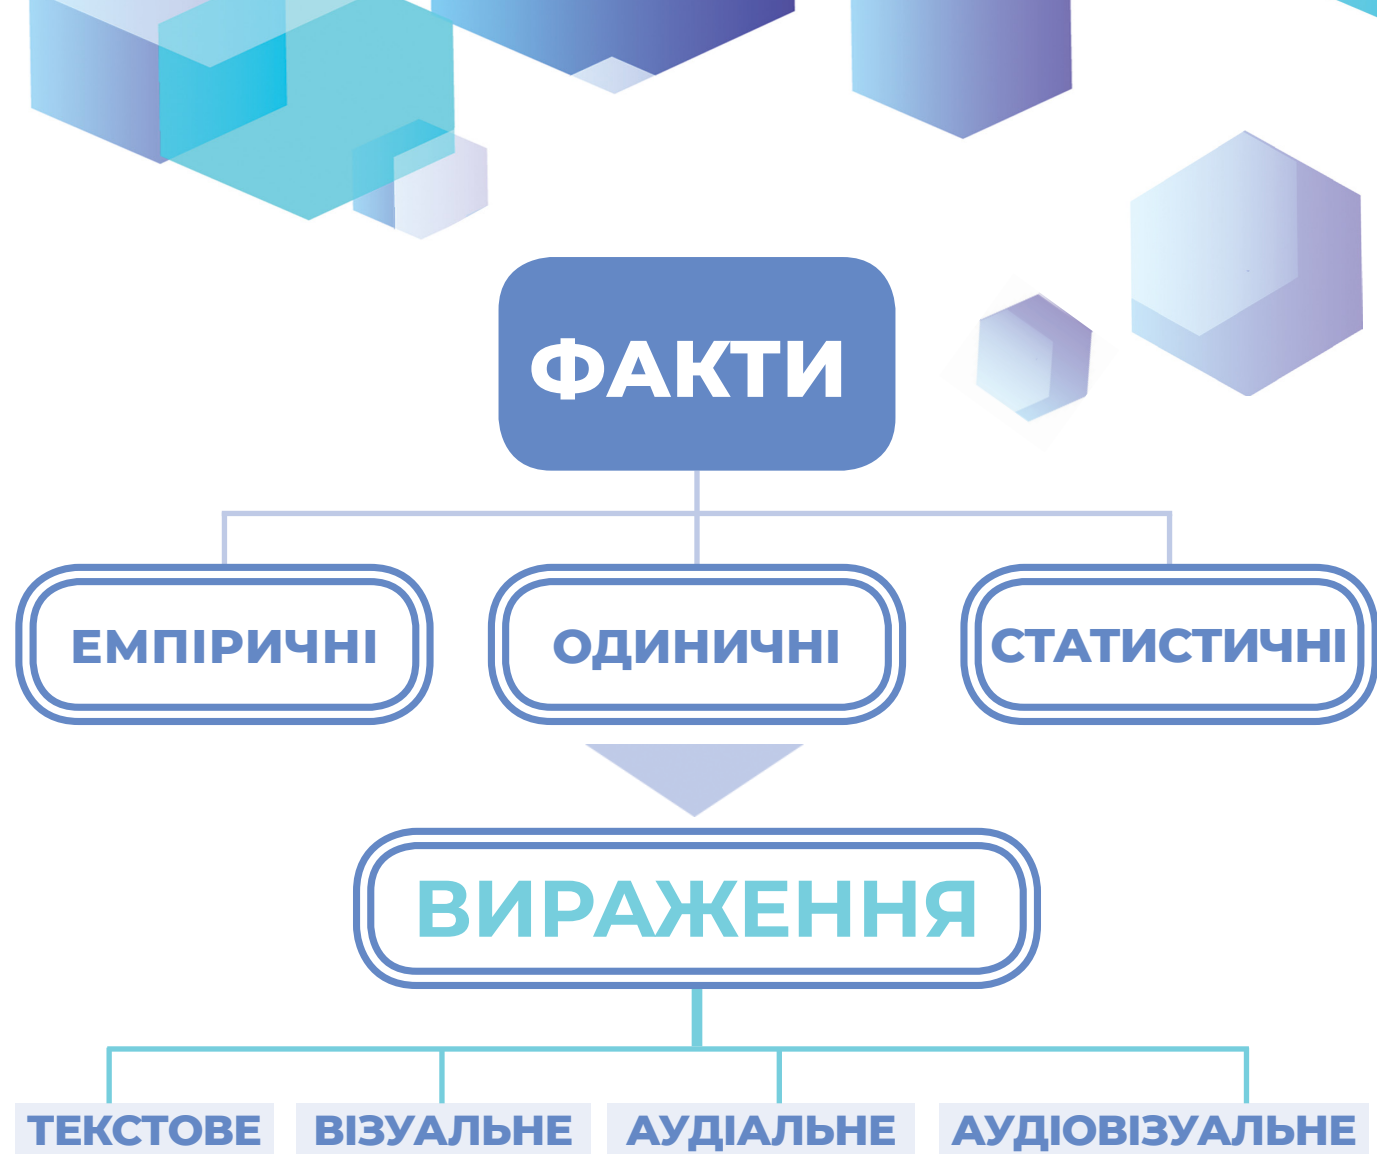 ФАКТИ
ЕМПІРИЧНІ
ОДИНИЧНІ
СТАТИСТИЧНІ
ВИРАЖЕННЯ
ТЕКСТОВЕ
ВІЗУАЛЬНЕ
АУДІАЛЬНЕ
АУДІОВІЗУАЛЬНЕ